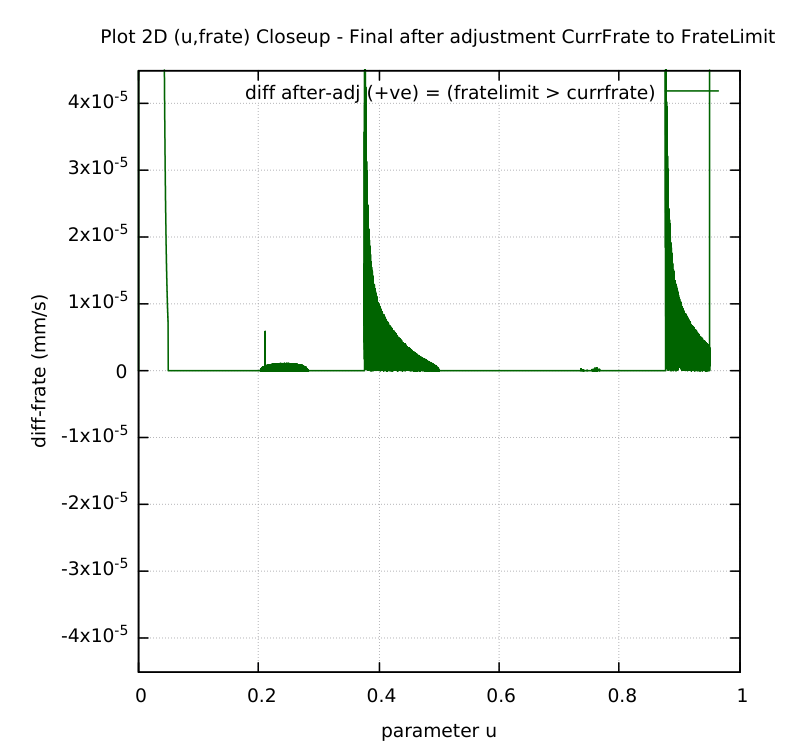 Plot 2D (u,frate) Closeup - Final after adjustment CurrFrate to FrateLimit
diff after-adj (+ve) = (fratelimit > currfrate)
4x10⁻⁵
3x10⁻⁵
2x10⁻⁵
1x10⁻⁵
0
-1x10⁻⁵
-2x10⁻⁵
-3x10⁻⁵
-4x10⁻⁵
diff-frate (mm/s)
0 0.2 0.4 0.6 0.8 1
parameter u